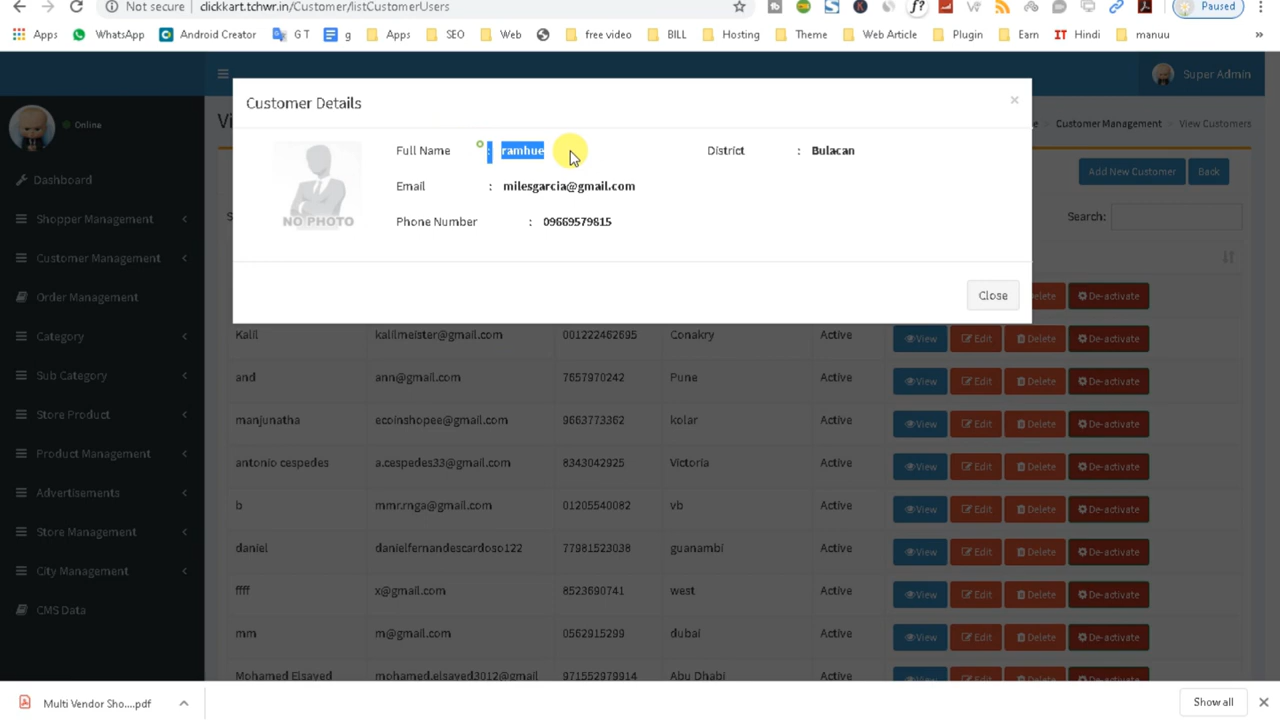 Not secure | clickkart.tchwr.in/Customer/listCustomerUsers
Paused
Apps WhatsApp Android Creator G T g Apps SEO Web free video BILL Hosting Theme Web Article Plugin Earn IT Hindi manuu »
Super Admin
Customer Details ×
Online
Full Name : ramhue District : Bulacan
Customer Management > View Customers
Email : milesgarcia@gmail.com
Add New Customer Back
Dashboard
Phone Number : 09669579815
NO PHOTO
Shopper Management
Search:
Customer Management
Order Management
Close
De-activate
Category
Kalil kalilmeister@gmail.com 001222462695 Conakry Active View Edit Delete De-activate
Sub Category
and ann@gmail.com 7657970242 Pune Active View Edit Delete De-activate
Store Product
manjunatha ecoinshopee@gmail.com 9663773362 kolar Active View Edit Delete De-activate
Product Management
antonio cespedes a.cespedes33@gmail.com 8343042925 Victoria Active View Edit Delete De-activate
Advertisements
b mmr.rnga@gmail.com 01205540082 vb Active View Edit Delete De-activate
Store Management
daniel danielfernandescardoso122 77981523038 guanambi Active View Edit Delete De-activate
City Management
ffff x@gmail.com 8523690741 west Active View Edit Delete De-activate
CMS Data
mm m@gmail.com 0562915299 dubai Active View Edit Delete De-activate
Mohamed Elsayed mohamed.elsayed3012@gmail 971552979914 Abu Dhabi Active View Edit Delete De-activate
Multi Vendor Sho....pdf
Show all